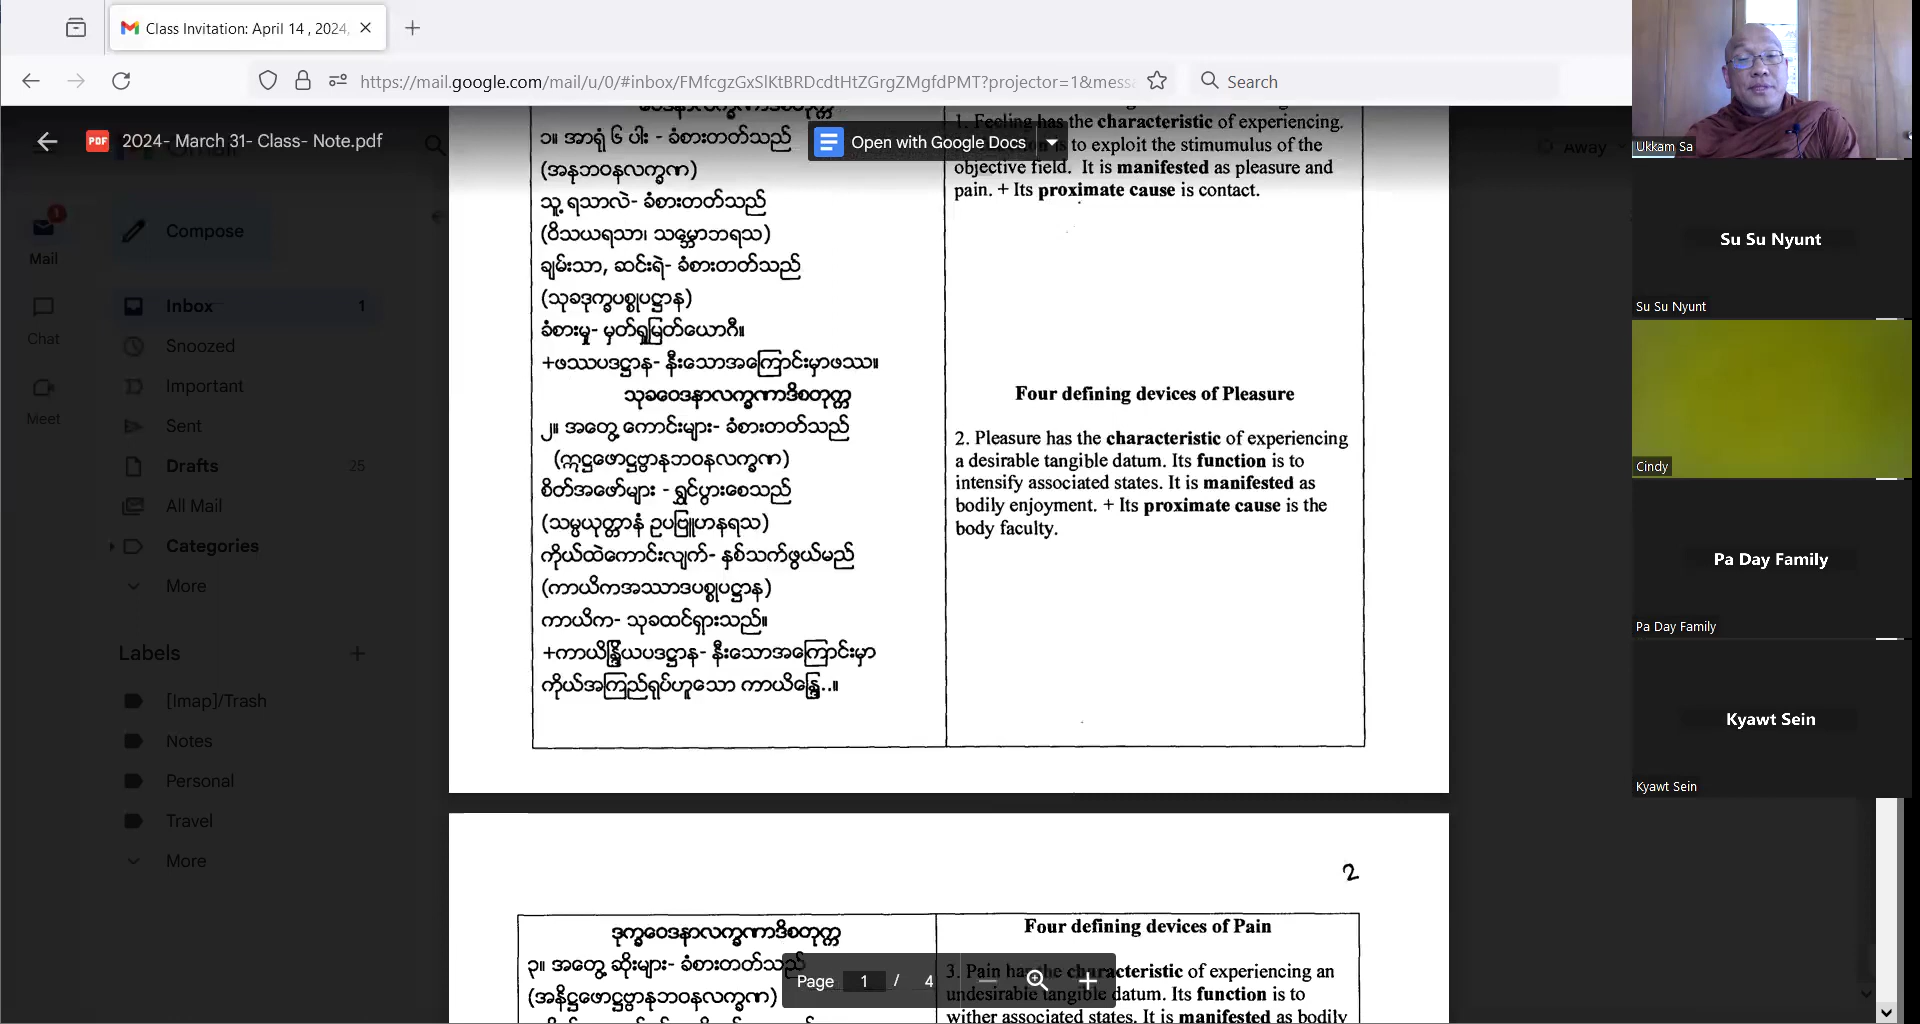 Class Invitation: April 14 , 2024,
https://mail.google.com/mail/u/0/#inbox/FMfcgzGxSlKtBRDcdtHtZGrgZMgfdPMT?projector=1&mess
Search
PDF
2024- March 31- Class- Note.pdf
Open with Google Docs
Away
1
Mail
Chat
Meet
Compose
Inbox 1
Snoozed
Important
Sent
Drafts 25
All Mail
Categories
More
Labels
[Imap]/Trash
Notes
Personal
Travel
More
ဝေဒနာလက္ခဏာဒိစတုက္က
၁။ အာရုံ ၆ ပါး - ခံစားတတ်သည်
(အနုဘဝနလက္ခဏ)
သူ့ ရသာလဲ- ခံစားတတ်သည်
(ဝိသယရသာ၊ သမ္ဘောဘရသ)
ချမ်းသာ, ဆင်းရဲ- ခံစားတတ်သည်
(သုခဒုက္ခပစ္စုပဋ္ဌာန)
ခံစားမှု- မှတ်ရှုမြတ်ယောဂီ။
+ဖဿပဒဋ္ဌာန- နီးသောအကြောင်းမှာဖဿ။
သုခဝေဒနာလက္ခဏာဒိစတုက္က
၂။ အတွေ့ ကောင်းများ- ခံစားတတ်သည်
(ဣဋ္ဌဖောဋ္ဌဗ္ဗာနုဘဝနလက္ခဏ)
စိတ်အဖော်များ - ရွှင်ပွားစေသည်
(သမ္ပယုတ္တာနံ ဥပဗြူဟနရသ)
ကိုယ်ထဲကောင်းလျက်- နှစ်သက်ဖွယ်မည်
(ကာယိကအဿာဒပစ္စုပဋ္ဌာန)
ကာယိက- သုခထင်ရှားသည်။
+ကာယိန္ဒြိယပဒဋ္ဌာန- နီးသောအကြောင်းမှာ
ကိုယ်အကြည်ရုပ်ဟူသော ကာယိန္ဒြေ..။
1. Feeling has the characteristic of experiencing.
is to exploit the stimumulus of the
objective field. It is manifested as pleasure and
pain. + Its proximate cause is contact.
Four defining devices of Pleasure
2. Pleasure has the characteristic of experiencing
a desirable tangible datum. Its function is to
intensify associated states. It is manifested as
bodily enjoyment. + Its proximate cause is the
body faculty.
2
ဒုက္ခဝေဒနာလက္ခဏာဒိစတုက္က
၃။ အတွေ့ ဆိုးများ- ခံစားတတ်သည်
(အနိဋ္ဌဖောဋ္ဌဗ္ဗာနုဘဝနလက္ခဏ)
Four defining devices of Pain
3. Pain has the characteristic of experiencing an
undesirable tangible datum. Its function is to
wither associated states. It is manifested as bodily
Page 1 / 4
Ukkam Sa
Su Su Nyunt
Su Su Nyunt
Cindy
Pa Day Family
Pa Day Family
Kyawt Sein
Kyawt Sein